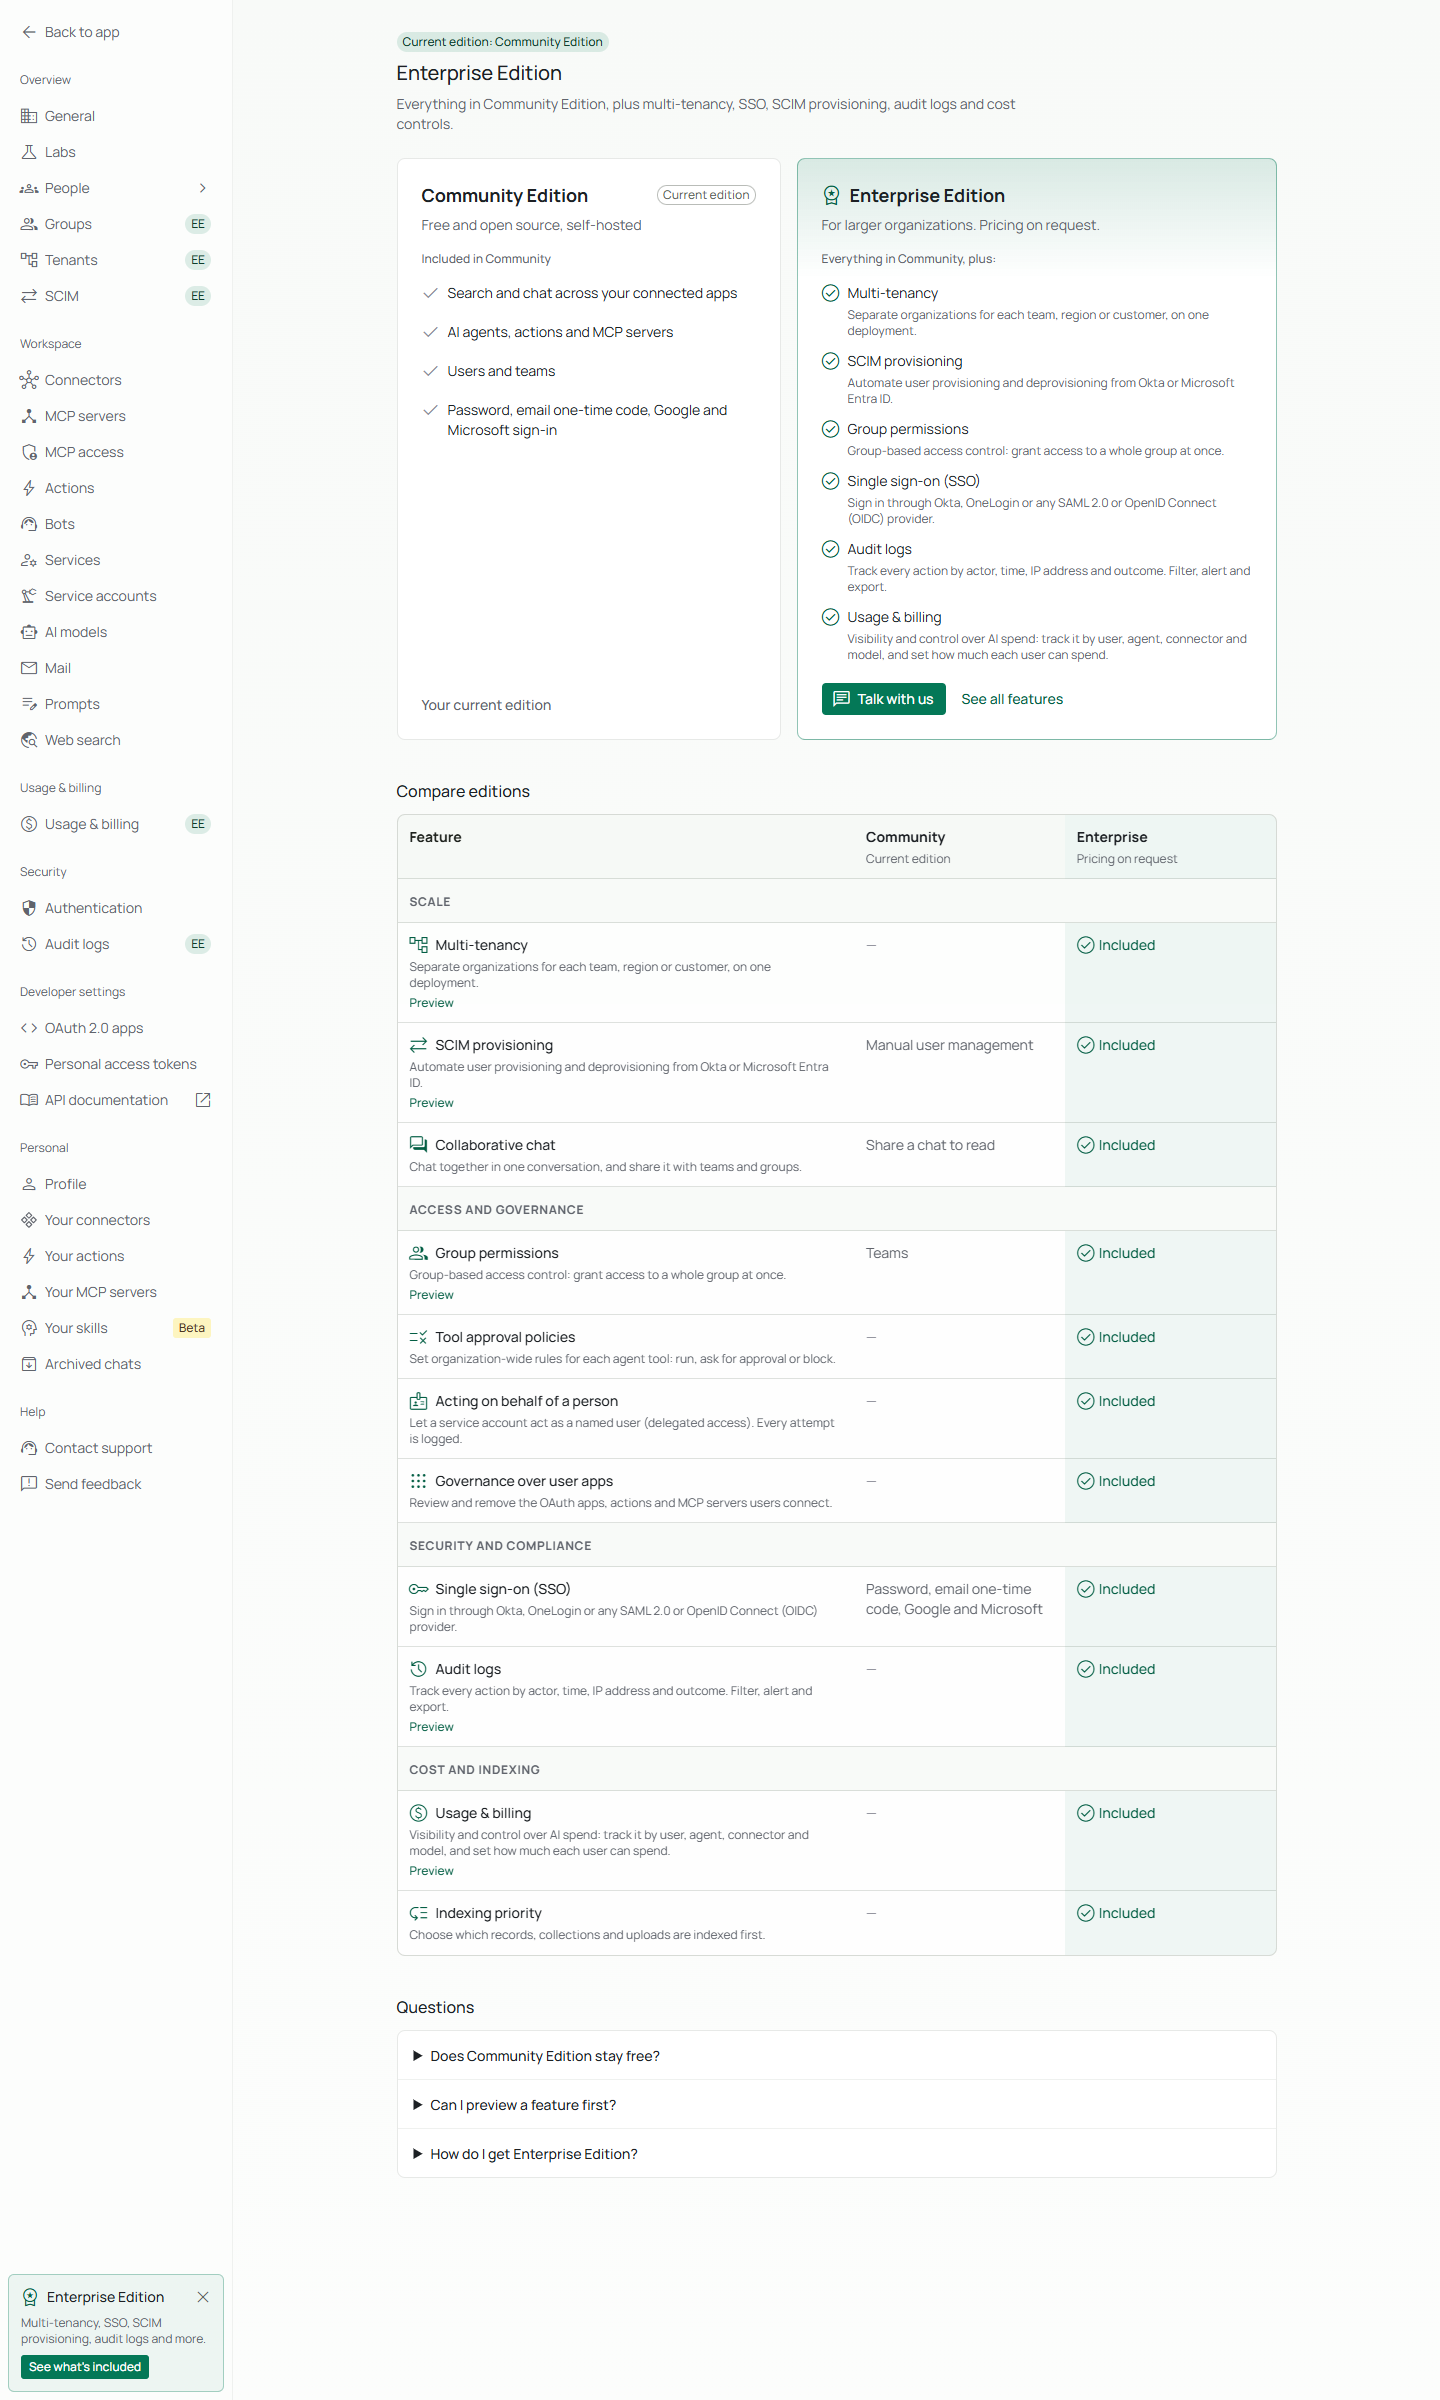 Back to app
Overview
General
Labs
People
Groups EE
Tenants EE
SCIM EE
Workspace
Connectors
MCP servers
MCP access
Actions
Bots
Services
Service accounts
AI models
Mail
Prompts
Web search
Usage & billing
Usage & billing EE
Security
Authentication
Audit logs EE
Developer settings
OAuth 2.0 apps
Personal access tokens
API documentation
Personal
Profile
Your connectors
Your actions
Your MCP servers
Your skills Beta
Archived chats
Help
Contact support
Send feedback
Enterprise Edition
Multi-tenancy, SSO, SCIM
provisioning, audit logs and more.
See what's included
Current edition: Community Edition
Enterprise Edition
Everything in Community Edition, plus multi-tenancy, SSO, SCIM provisioning, audit logs and cost
controls.
Community Edition Current edition
Free and open source, self-hosted
Included in Community
Search and chat across your connected apps
AI agents, actions and MCP servers
Users and teams
Password, email one-time code, Google and
Microsoft sign-in
Your current edition
Enterprise Edition
For larger organizations. Pricing on request.
Everything in Community, plus:
Multi-tenancy
Separate organizations for each team, region or customer, on one
deployment.
SCIM provisioning
Automate user provisioning and deprovisioning from Okta or Microsoft
Entra ID.
Group permissions
Group-based access control: grant access to a whole group at once.
Single sign-on (SSO)
Sign in through Okta, OneLogin or any SAML 2.0 or OpenID Connect
(OIDC) provider.
Audit logs
Track every action by actor, time, IP address and outcome. Filter, alert and
export.
Usage & billing
Visibility and control over AI spend: track it by user, agent, connector and
model, and set how much each user can spend.
Talk with us See all features
Compare editions
Feature Community Enterprise
Current edition Pricing on request
SCALE
Multi-tenancy — Included
Separate organizations for each team, region or customer, on one
deployment.
Preview
SCIM provisioning Manual user management Included
Automate user provisioning and deprovisioning from Okta or Microsoft Entra
ID.
Preview
Collaborative chat Share a chat to read Included
Chat together in one conversation, and share it with teams and groups.
ACCESS AND GOVERNANCE
Group permissions Teams Included
Group-based access control: grant access to a whole group at once.
Preview
Tool approval policies — Included
Set organization-wide rules for each agent tool: run, ask for approval or block.
Acting on behalf of a person — Included
Let a service account act as a named user (delegated access). Every attempt
is logged.
Governance over user apps — Included
Review and remove the OAuth apps, actions and MCP servers users connect.
SECURITY AND COMPLIANCE
Single sign-on (SSO) Password, email one-time Included
code, Google and Microsoft
Sign in through Okta, OneLogin or any SAML 2.0 or OpenID Connect (OIDC)
provider.
Audit logs — Included
Track every action by actor, time, IP address and outcome. Filter, alert and
export.
Preview
COST AND INDEXING
Usage & billing — Included
Visibility and control over AI spend: track it by user, agent, connector and
model, and set how much each user can spend.
Preview
Indexing priority — Included
Choose which records, collections and uploads are indexed first.
Questions
Does Community Edition stay free?
Can I preview a feature first?
How do I get Enterprise Edition?